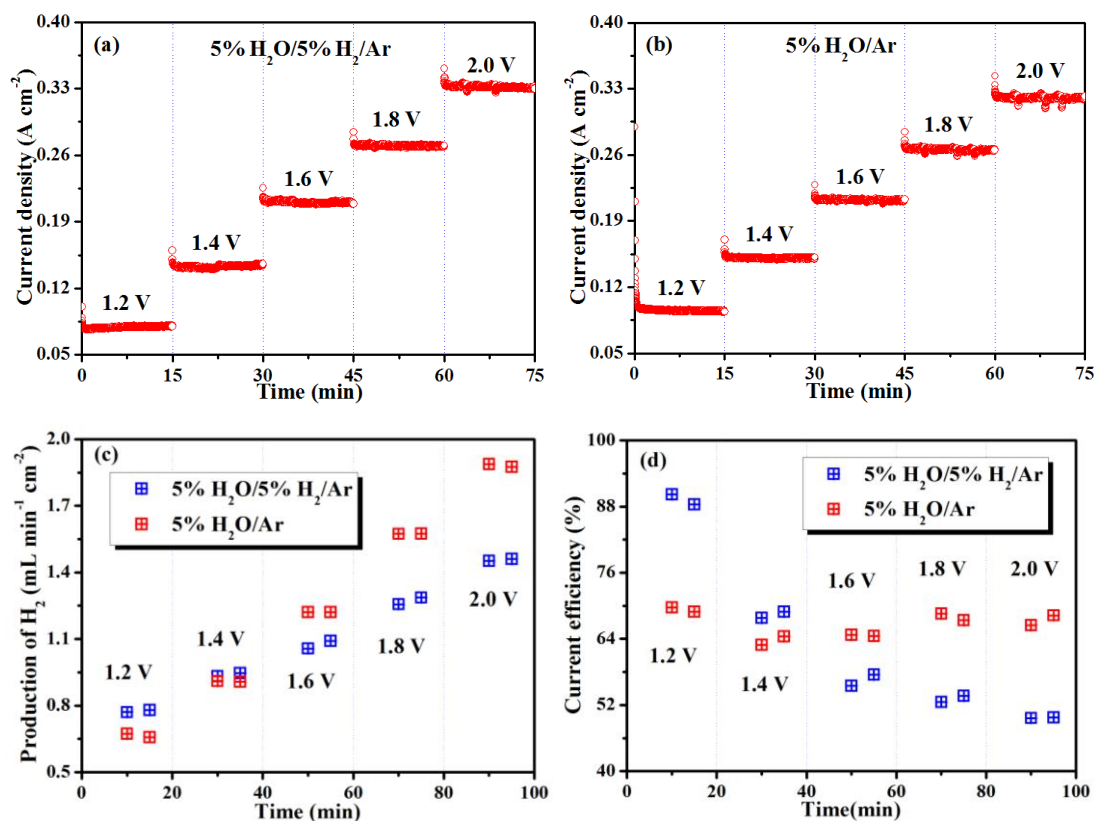 (a)
5% H₂O/5% H₂/Ar
Current density (A cm⁻²)
0.40
0.33
0.26
0.19
0.12
0.05
1.2 V
1.4 V
1.6 V
1.8 V
2.0 V
0
15
30
45
60
75
Time (min)
(b)
5% H₂O/Ar
Current density (A cm⁻²)
0.40
0.33
0.26
0.19
0.12
0.05
1.2 V
1.4 V
1.6 V
1.8 V
2.0 V
0
15
30
45
60
75
Time (min)
(c)
5% H₂O/5% H₂/Ar
5% H₂O/Ar
Production of H₂ (mL min⁻¹ cm⁻²)
2.0
1.7
1.4
1.1
0.8
0.5
1.2 V
1.4 V
1.6 V
1.8 V
2.0 V
0
20
40
60
80
100
Time (min)
(d)
5% H₂O/5% H₂/Ar
5% H₂O/Ar
Current efficiency (%)
100
88
76
64
52
40
1.2 V
1.4 V
1.6 V
1.8 V
2.0 V
0
20
40
60
80
100
Time(min)